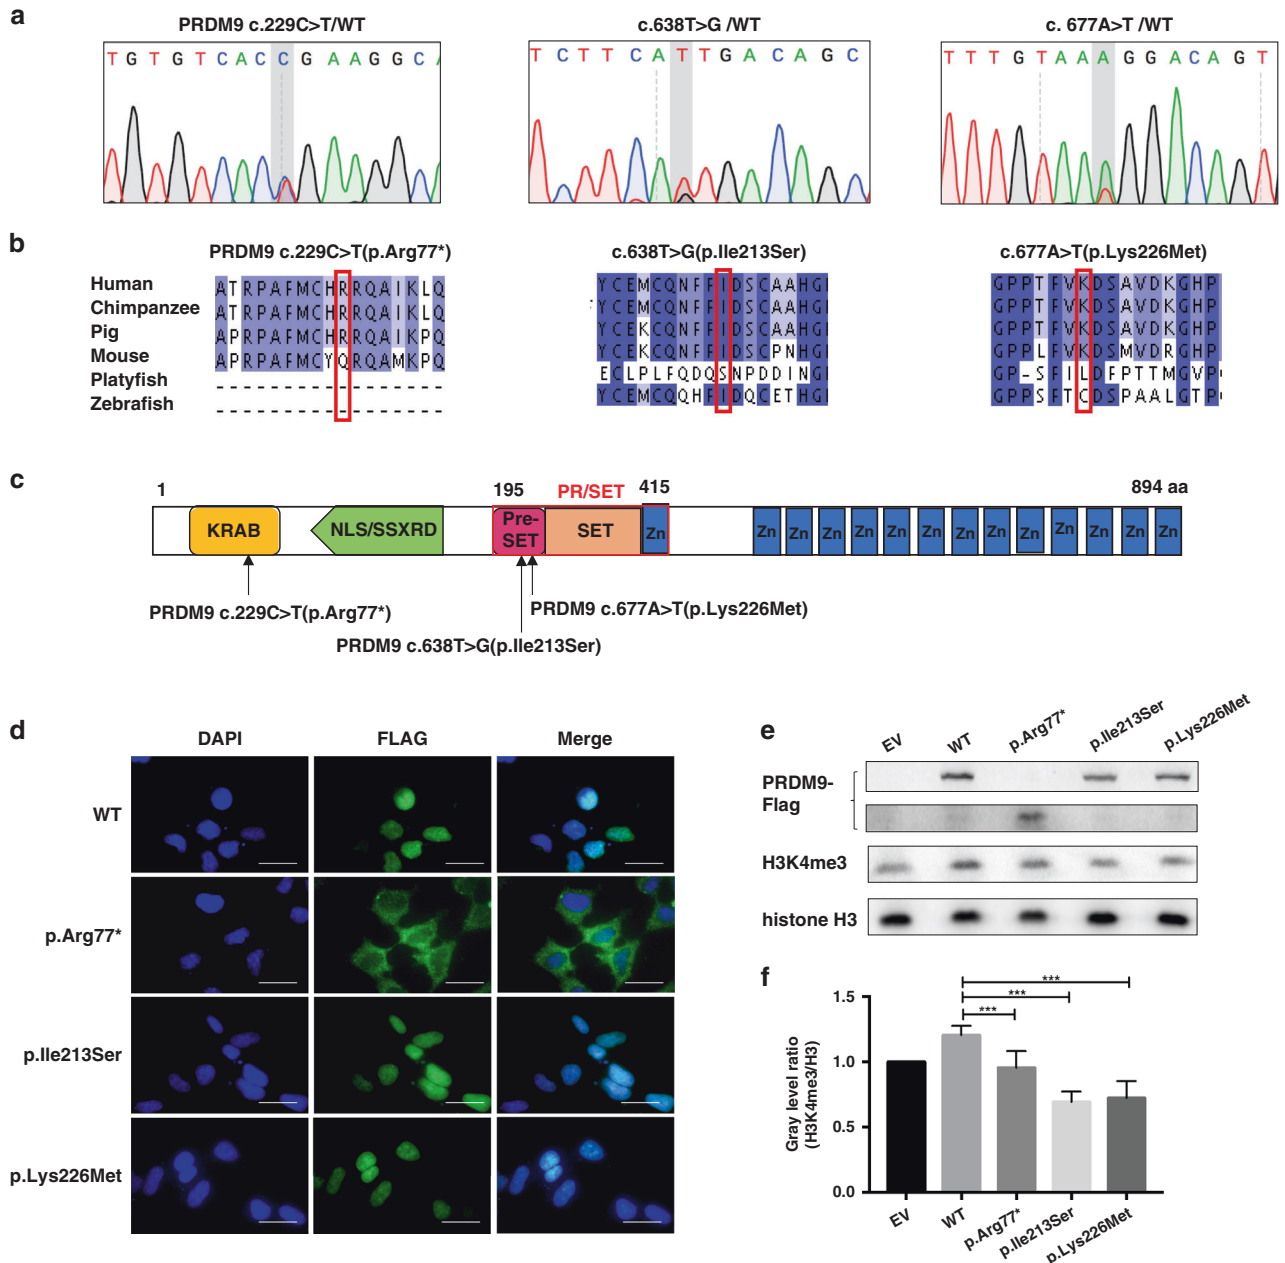 a
PRDM9 c.229C>T/WT
c.638T>G /WT
c. 677A>T /WT
T G T G T C A C C G A A G G C A
T C T T C A T T G A C A G C
T T T G T A A A G G A C A G T
b
PRDM9 c.229C>T(p.Arg77*)
c.638T>G(p.Ile213Ser)
c.677A>T(p.Lys226Met)
Human
Chimpanzee
Pig
Mouse
Platyfish
Zebrafish
ATRPAFMCHRRQAIKLQ
ATRPAFMCHRRQAIKLQ
APRPAFMCHRRQAIKPQ
APRPAFMCYQRQAMKPQ
-----------------
-----------------
YCEMCQNFFIDSCAAHG
YCEMCQNFFIDSCAAHG
YCEKCQNFFIDSCAAHG
YCEKCQNFFIDSCPNHG
ECLPLFQDQSNPDDING
YCEMCQQHFIDQCETHG
GPPTFVKDSAVDKGHP
GPPTFVKDSAVDKGHP
GPPTFVKDSAVDKGHP
GPPLFVKDSMVDRGHP
GP-SFILDFPTTMGVP
GPPSFTCDSPAALGTP
c
1
195
PR/SET
415
894 aa
KRAB
NLS/SSXRD
Pre-
SET
SET
Zn
Zn Zn Zn Zn Zn Zn Zn Zn Zn Zn Zn Zn Zn
PRDM9 c.229C>T(p.Arg77*)
PRDM9 c.677A>T(p.Lys226Met)
PRDM9 c.638T>G(p.Ile213Ser)
d
DAPI
FLAG
Merge
WT
p.Arg77*
p.Ile213Ser
p.Lys226Met
e
EV
WT
p.Arg77*
p.Ile213Ser
p.Lys226Met
PRDM9-
Flag
H3K4me3
histone H3
f
Gray level ratio
(H3K4me3/H3)
1.5
1.0
0.5
0.0
***
***
***
EV
WT
p.Arg77*
p.Ile213Ser
p.Lys226Met